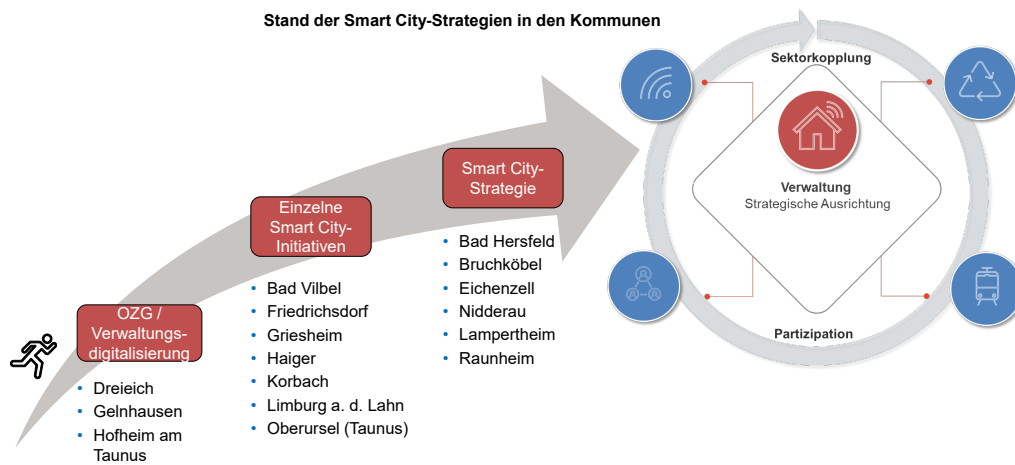 Stand der Smart City-Strategien in den Kommunen
OZG /
Verwaltungs-
digitalisierung
• Dreieich
• Gelnhausen
• Hofheim am
Taunus
Einzelne
Smart City-
Initiativen
• Bad Vilbel
• Friedrichsdorf
• Griesheim
• Haiger
• Korbach
• Limburg a. d. Lahn
• Oberursel (Taunus)
Smart City-
Strategie
• Bad Hersfeld
• Bruchköbel
• Eichenzell
• Nidderau
• Lampertheim
• Raunheim
Sektorkopplung
Verwaltung
Strategische Ausrichtung
Partizipation